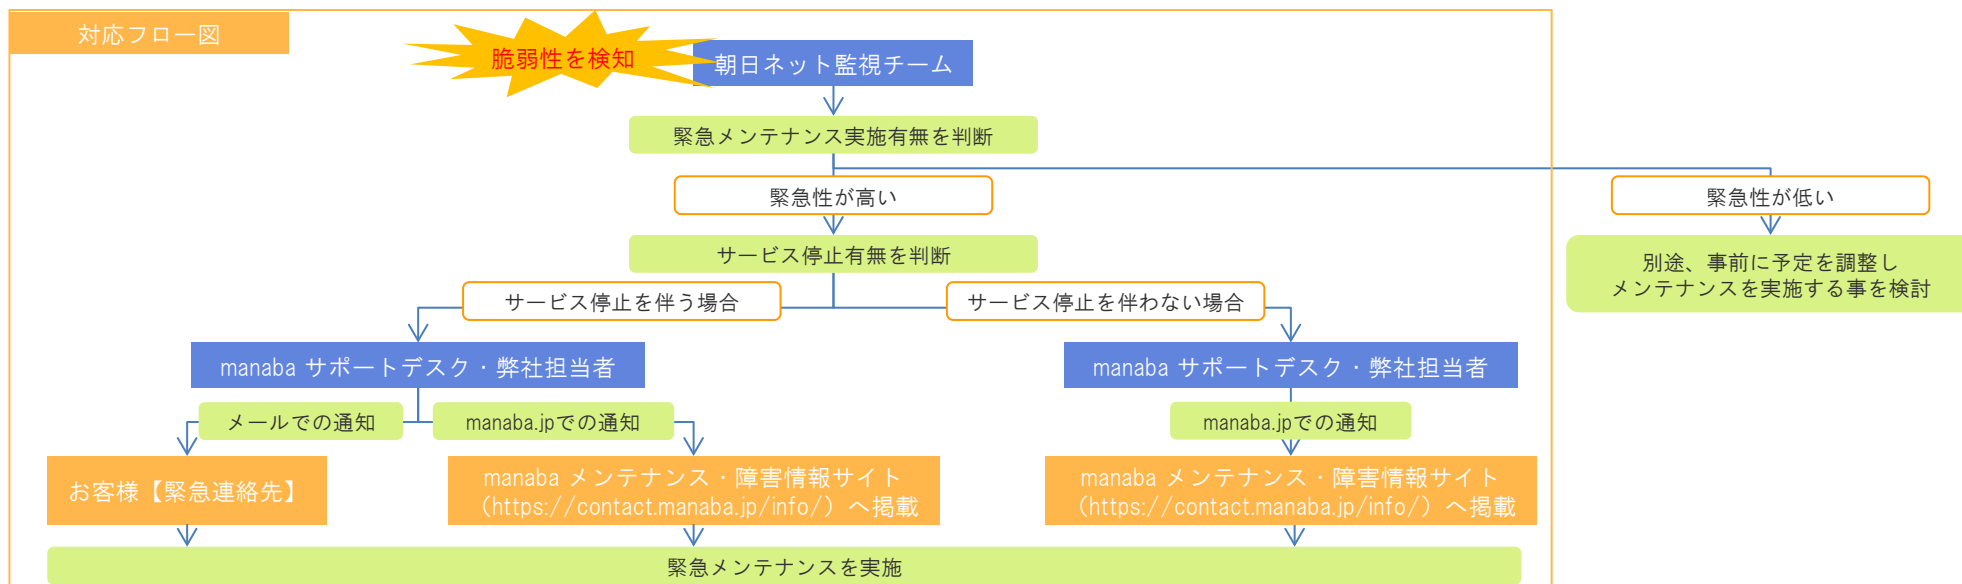 対応フロー図
脆弱性を検知
朝日ネット監視チーム
緊急メンテナンス実施有無を判断
緊急性が高い
緊急性が低い
サービス停止有無を判断
別途、事前に予定を調整し
メンテナンスを実施する事を検討
サービス停止を伴う場合
サービス停止を伴わない場合
manaba サポートデスク・弊社担当者
manaba サポートデスク・弊社担当者
メールでの通知
manaba.jpでの通知
manaba.jpでの通知
お客様【緊急連絡先】
manaba メンテナンス・障害情報サイト
（https://contact.manaba.jp/info/）へ掲載
manaba メンテナンス・障害情報サイト
（https://contact.manaba.jp/info/）へ掲載
緊急メンテナンスを実施